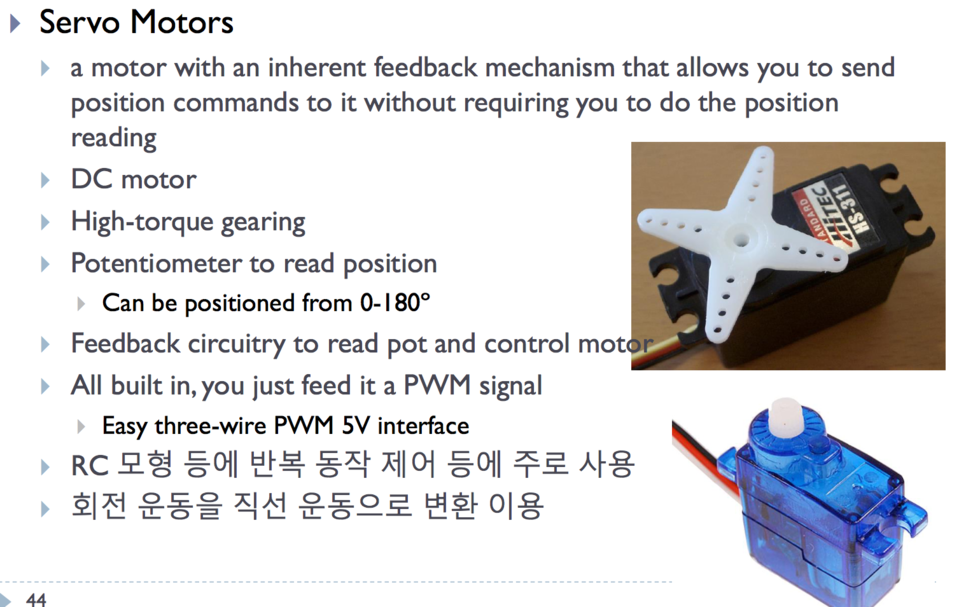 Servo Motors
a motor with an inherent feedback mechanism that allows you to send
position commands to it without requiring you to do the position
reading
DC motor
High-torque gearing
Potentiometer to read position
Can be positioned from 0-180º
Feedback circuitry to read pot and control motor
All built in, you just feed it a PWM signal
Easy three-wire PWM 5V interface
RC 모형 등에 반복 동작 제어 등에 주로 사용
회전 운동을 직선 운동으로 변환 이용
HITEC
HS-311
44